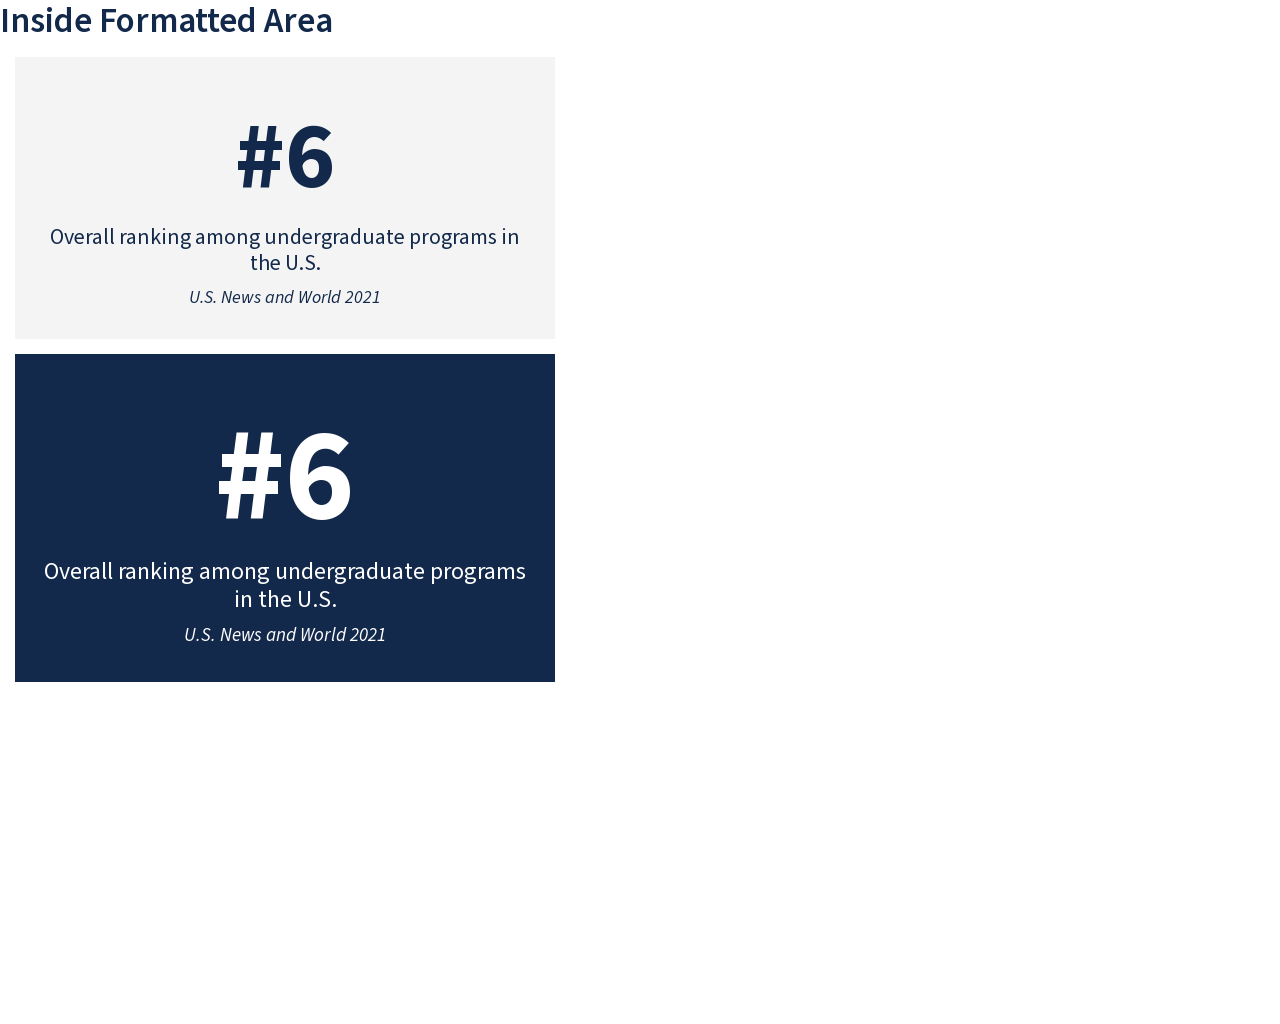 Inside Formatted Area
#6
Overall ranking among undergraduate programs in
the U.S.
U.S. News and World 2021
#6
Overall ranking among undergraduate programs
in the U.S.
U.S. News and World 2021